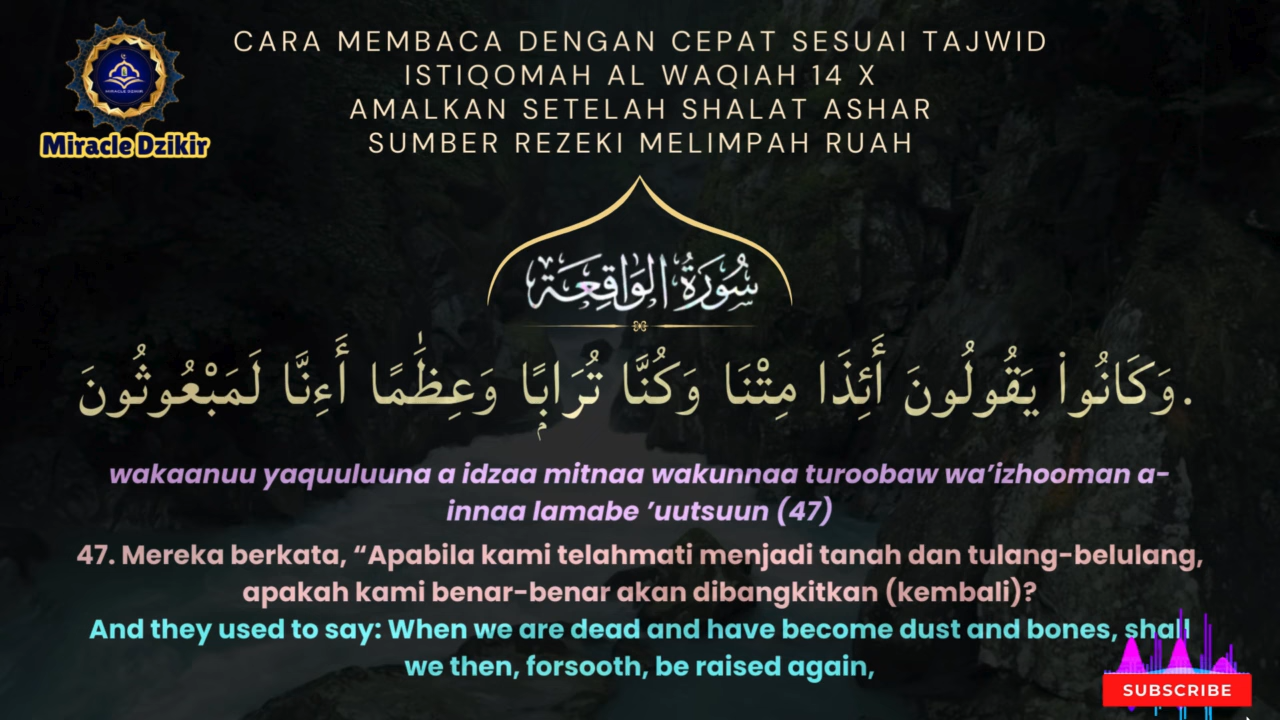 CARA MEMBACA DENGAN CEPAT SESUAI TAJWID
ISTIQOMAH AL WAQIAH 14 X
AMALKAN SETELAH SHALAT ASHAR
SUMBER REZEKI MELIMPAH RUAH
MIRACLE DZIKIR
Miracle Dzikir
سُوْرَةُ الْوَاقِعَة
.وَكَانُوا۟ يَقُولُونَ أَئِذَا مِتْنَا وَكُنَّا تُرَابًۭا وَعِظَٰمًا أَءِنَّا لَمَبْعُوثُونَ
wakaanuu yaquuluuna a idzaa mitnaa wakunnaa turoobaw wa’izhooman a-
innaa lamabe ’uutsuun (47)
47. Mereka berkata, “Apabila kami telahmati menjadi tanah dan tulang-belulang,
apakah kami benar-benar akan dibangkitkan (kembali)?
And they used to say: When we are dead and have become dust and bones, shall
we then, forsooth, be raised again,
SUBSCRIBE